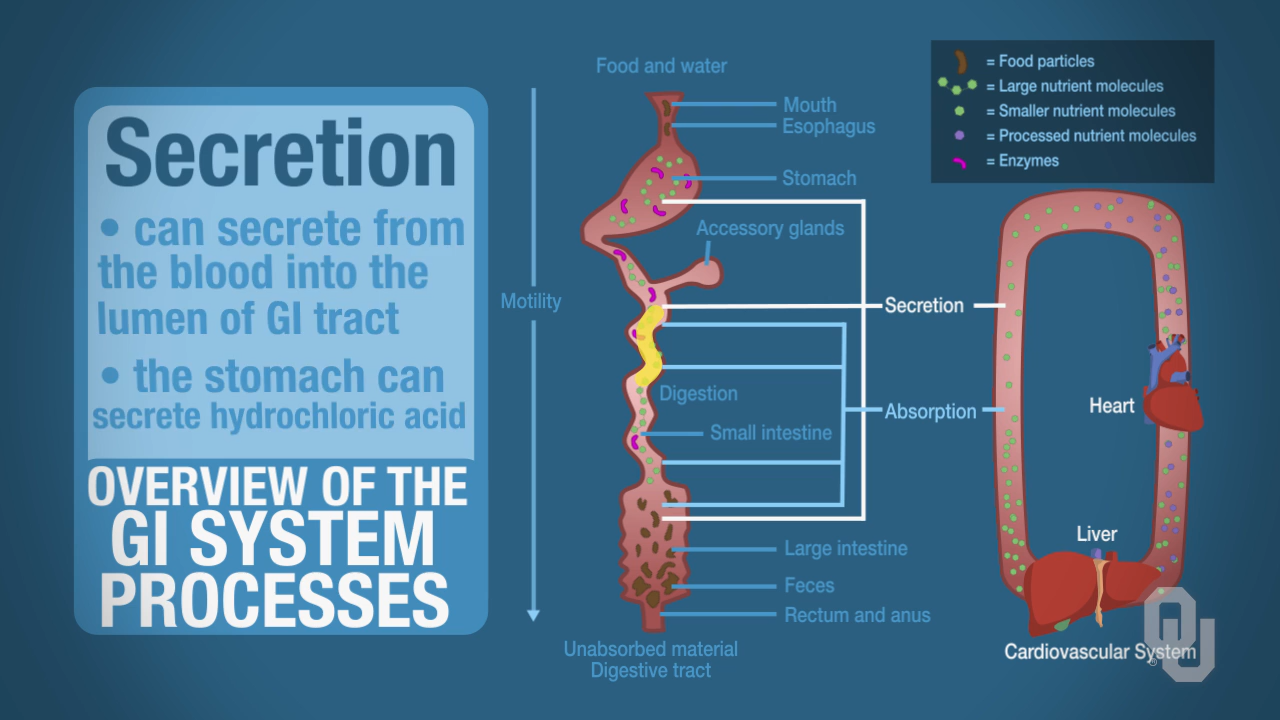 Secretion
• can secrete from
the blood into the
lumen of GI tract
• the stomach can
secrete hydrochloric acid
OVERVIEW OF THE
GI SYSTEM
PROCESSES
Motility
Food and water
Mouth
Esophagus
Stomach
Accessory glands
Secretion
Digestion
Absorption
Small intestine
Large intestine
Feces
Rectum and anus
Unabsorbed material
Digestive tract
= Food particles
= Large nutrient molecules
= Smaller nutrient molecules
= Processed nutrient molecules
= Enzymes
Heart
Liver
Cardiovascular System
OU
®